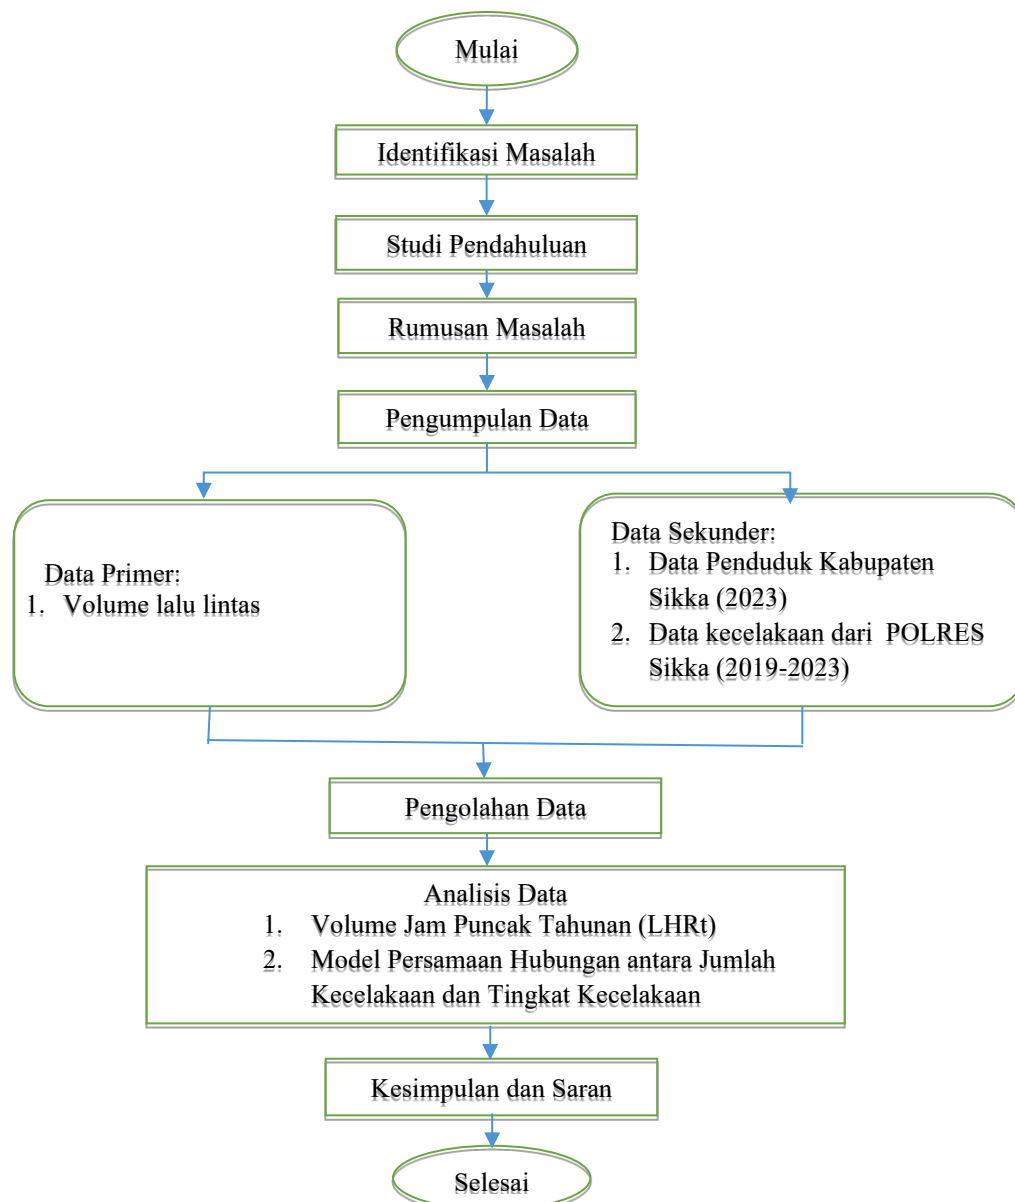 Mulai
Identifikasi Masalah
Studi Pendahuluan
Rumusan Masalah
Pengumpulan Data
Data Primer:
1. Volume lalu lintas
Data Sekunder:
1. Data Penduduk Kabupaten
Sikka (2023)
2. Data kecelakaan dari POLRES
Sikka (2019-2023)
Pengolahan Data
Analisis Data
1. Volume Jam Puncak Tahunan (LHRt)
2. Model Persamaan Hubungan antara Jumlah
Kecelakaan dan Tingkat Kecelakaan
Kesimpulan dan Saran
Selesai